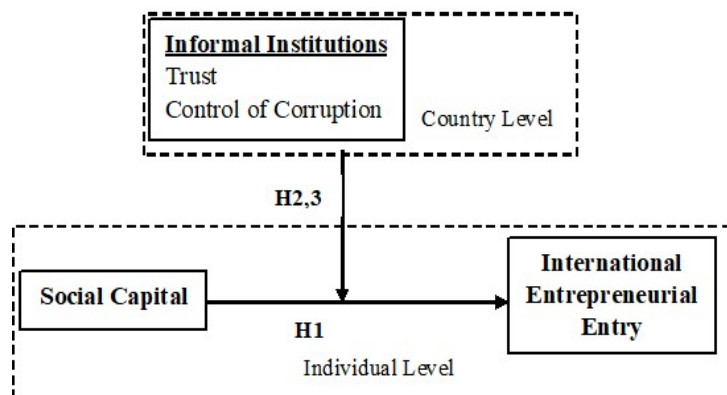 Informal Institutions
Trust
Control of Corruption
Country Level
H2,3
Social Capital
International
Entrepreneurial
Entry
H1
Individual Level